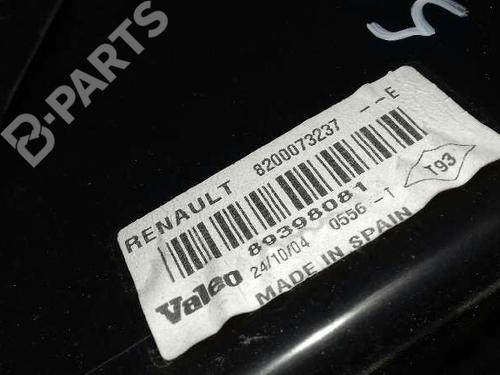 B-PARTS
S
RENAULT 8200073237 --E
89398081
T93
24/10/04 0556 -T
Valeo MADE IN SPAIN